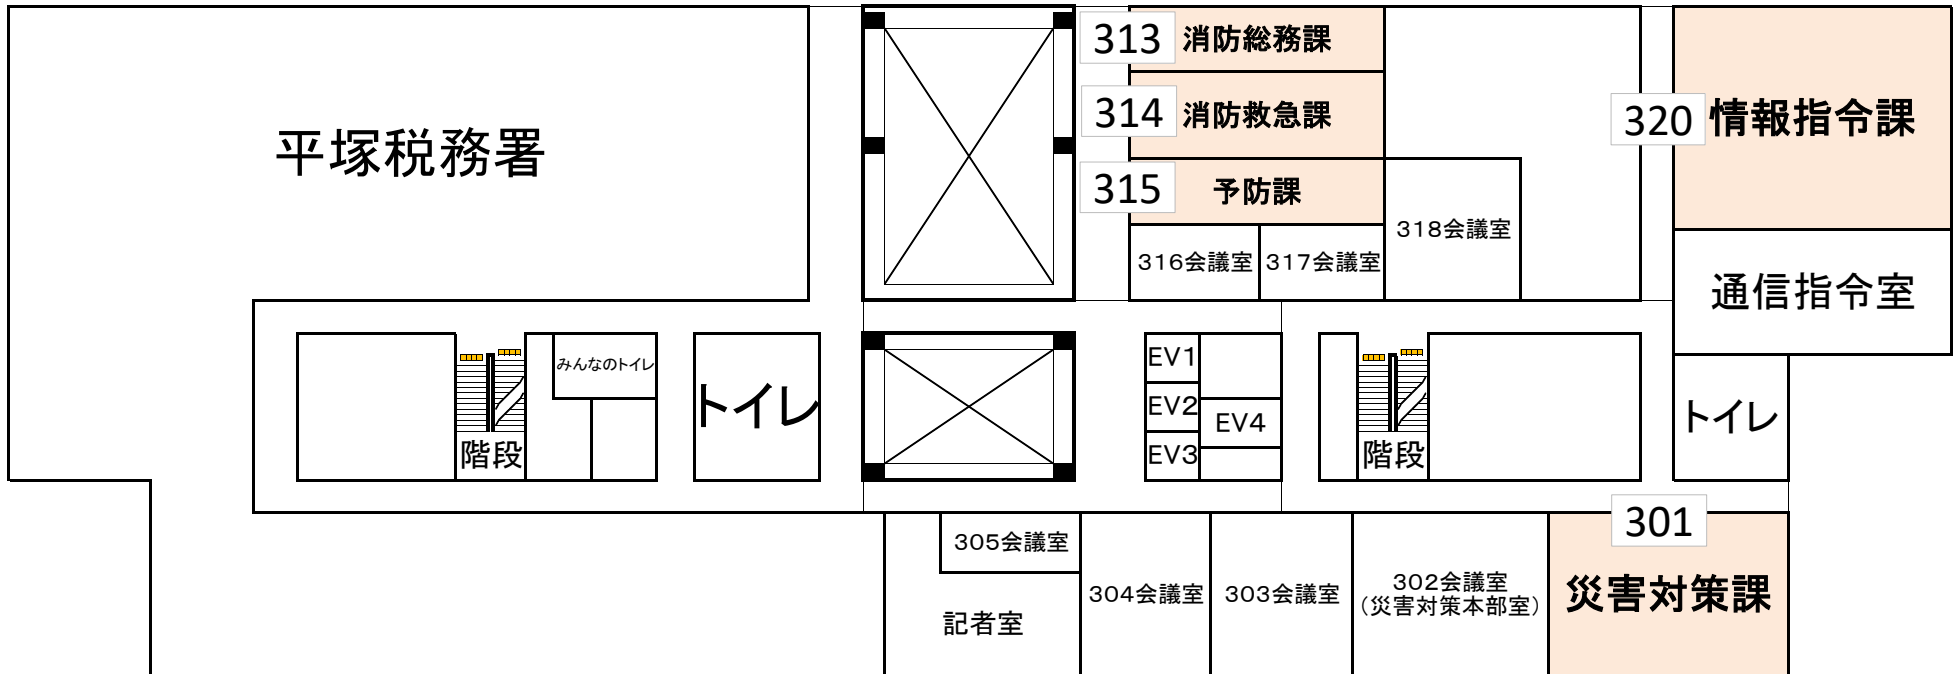 313 消防総務課
314 消防救急課
320 情報指令課
平塚税務署
315 予防課
318会議室
316会議室 317会議室
通信指令室
みんなのトイレ
EV1
トイレ
EV2
EV4
トイレ
階段
EV3
階段
301
305会議室
304会議室
303会議室
302会議室
(災害対策本部室)
災害対策課
記者室